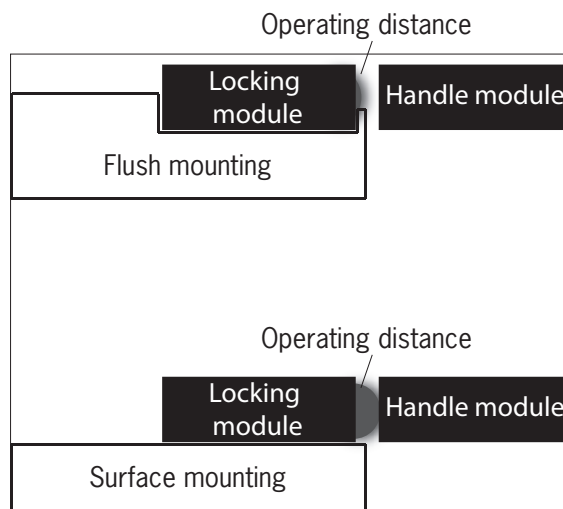 Operating distance
Locking
module
Handle module
Flush mounting
Operating distance
Locking
module
Handle module
Surface mounting